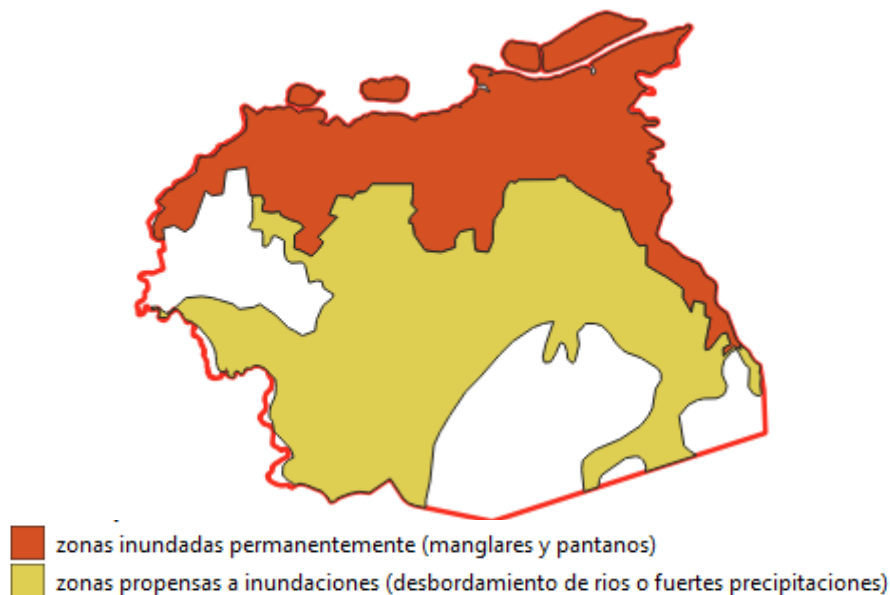 zonas inundadas permanentemente (manglares y pantanos)
zonas propensas a inundaciones (desbordamiento de rios o fuertes precipitaciones)